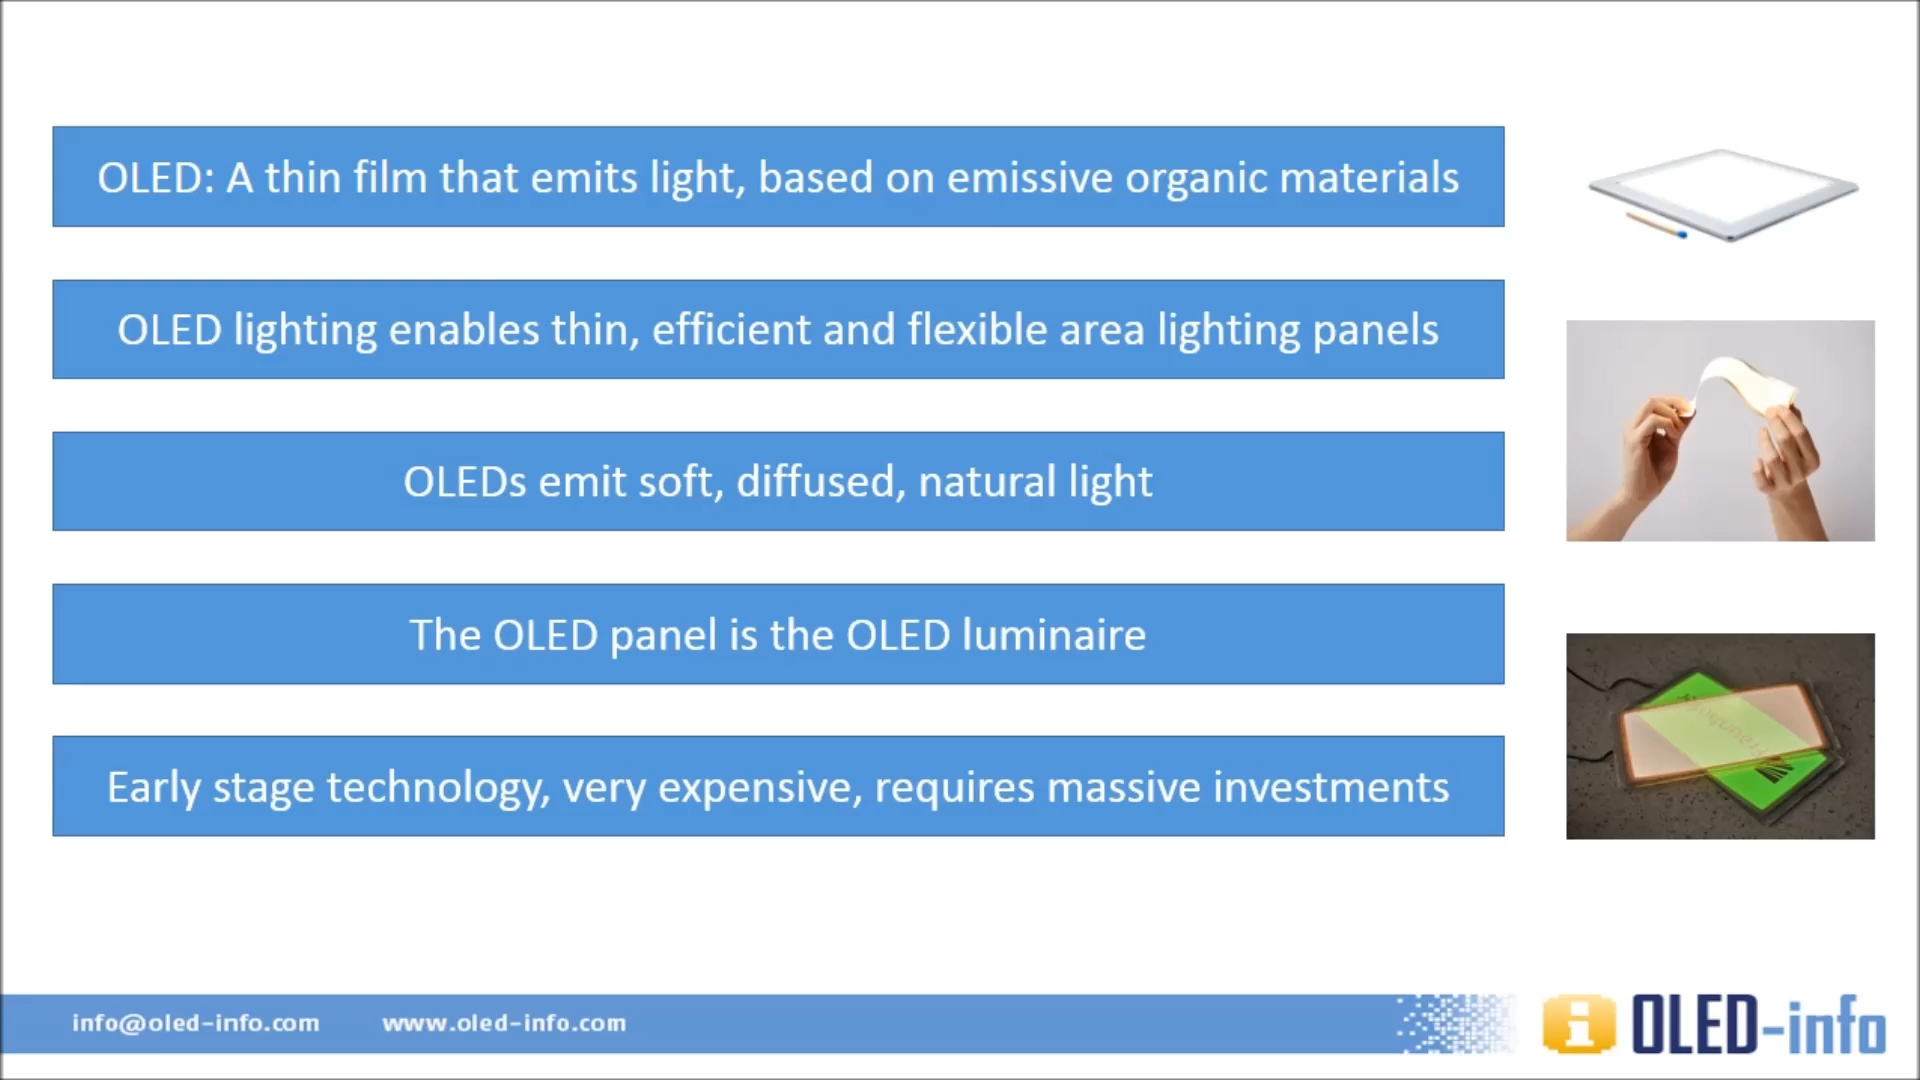 OLED: A thin film that emits light, based on emissive organic materials
OLED lighting enables thin, efficient and flexible area lighting panels
OLEDs emit soft, diffused, natural light
The OLED panel is the OLED luminaire
Early stage technology, very expensive, requires massive investments
info@oled-info.com
www.oled-info.com
i OLED-info